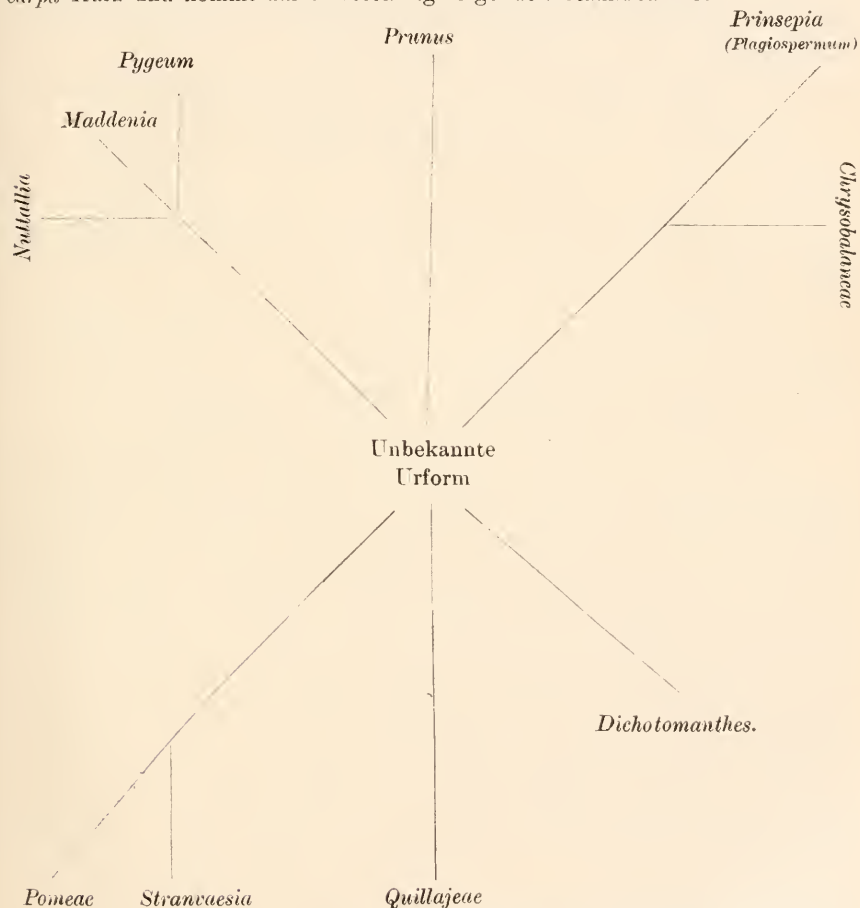 Prunus
Prinsepia
(Plagiospermum)
Pygeum
Maddenia
Nuttallia
Chrysobalaneae
Unbekannte
Urform
Dichotomanthes.
Pomeae Stranvaesia Quillajeae